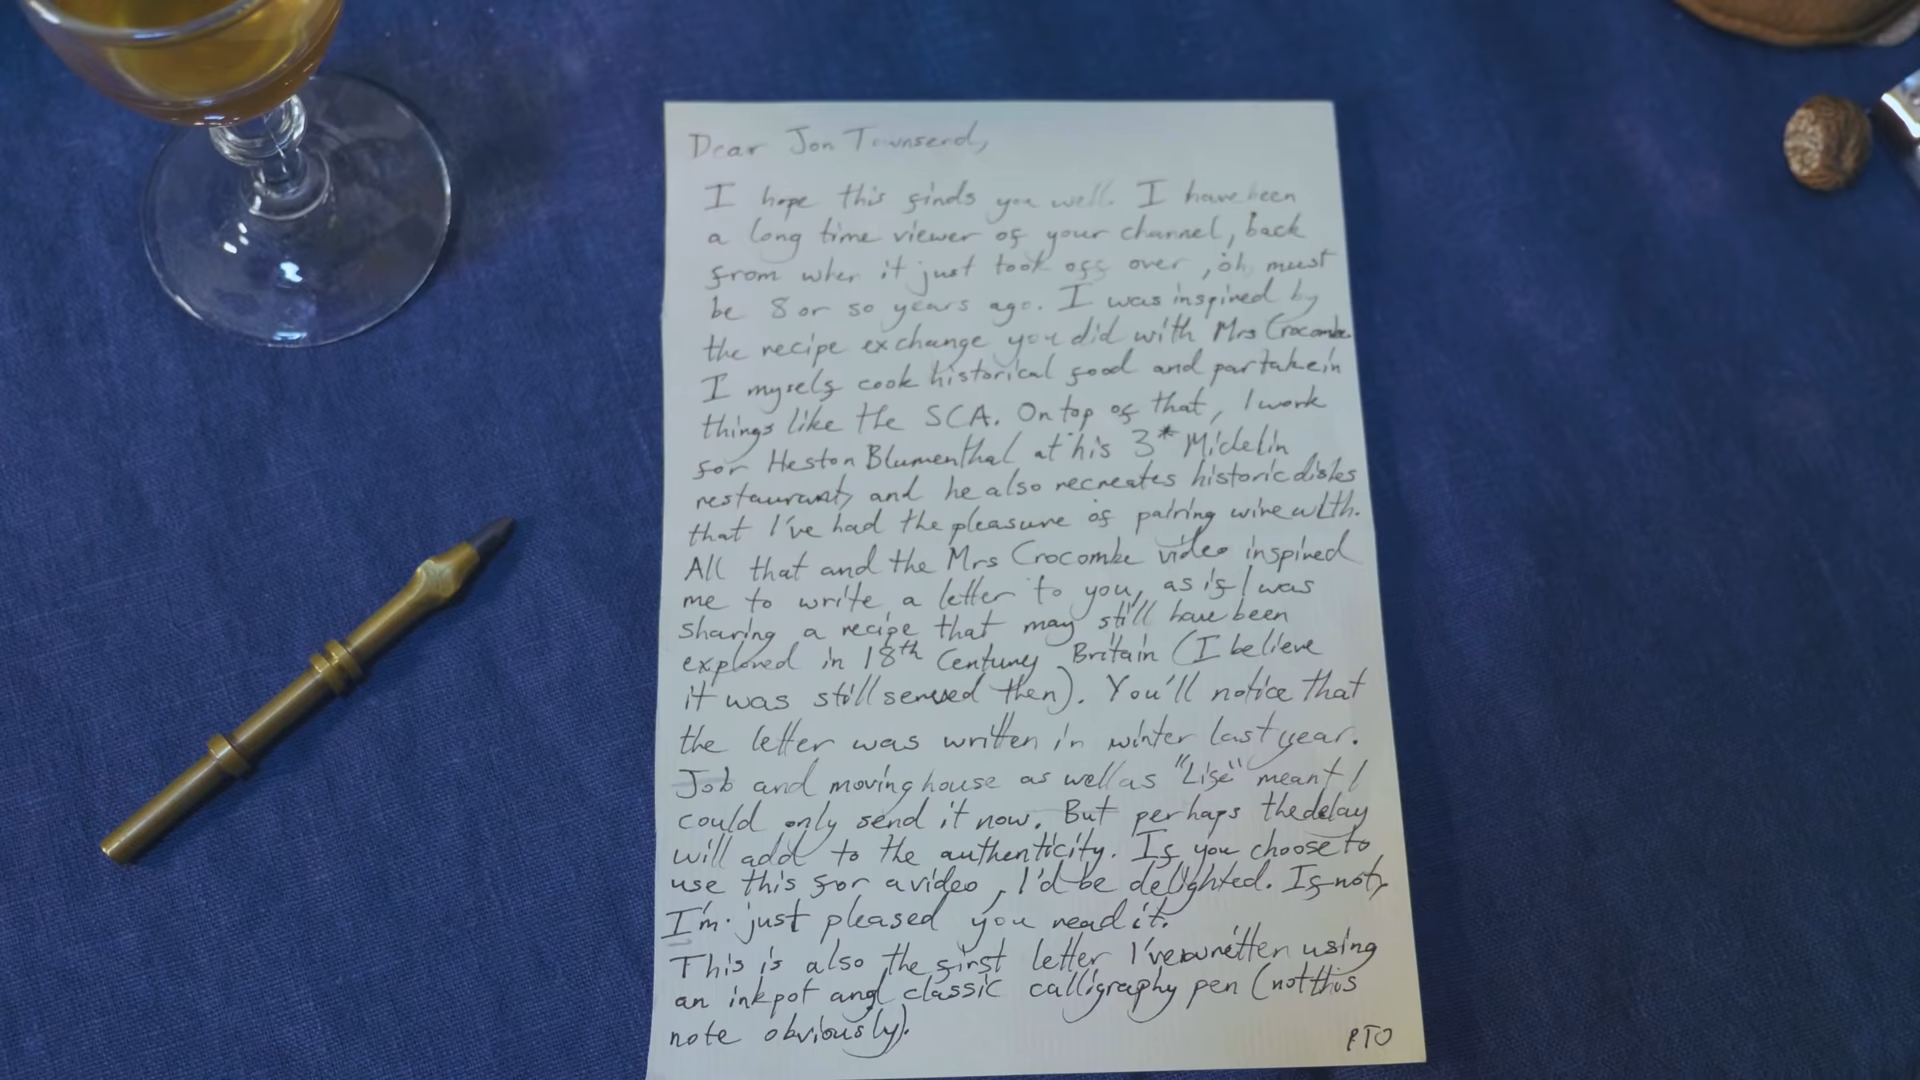 Dear Jon Townsend,
I hope this finds you well. I have been
a long time viewer of your channel, back
from when it just took off over, oh, must
be 8 or so years ago. I was inspired by
the recipe exchange you did with Mrs Crocombe.
I myself cook historical food and partake in
things like the SCA. On top of that, I work
for Heston Blumenthal at his 3* Michelin
restaurant, and he also recreates historic dishes
that I've had the pleasure of pairing wine with.
All that and the Mrs Crocombe video inspired
me to write a letter to you, as if I was
sharing a recipe that may still have been
explored in 18th Century Britain (I believe
it was still served then). You'll notice that
the letter was written in winter last year.
Job and moving house as well as "Life" meant I
could only send it now. But perhaps the delay
will add to the authenticity. If you choose to
use this for a video, I'd be delighted. If not,
I'm just pleased you read it.
This is also the first letter I've written using
an inkpot and classic calligraphy pen (not this
note obviously).
PTO